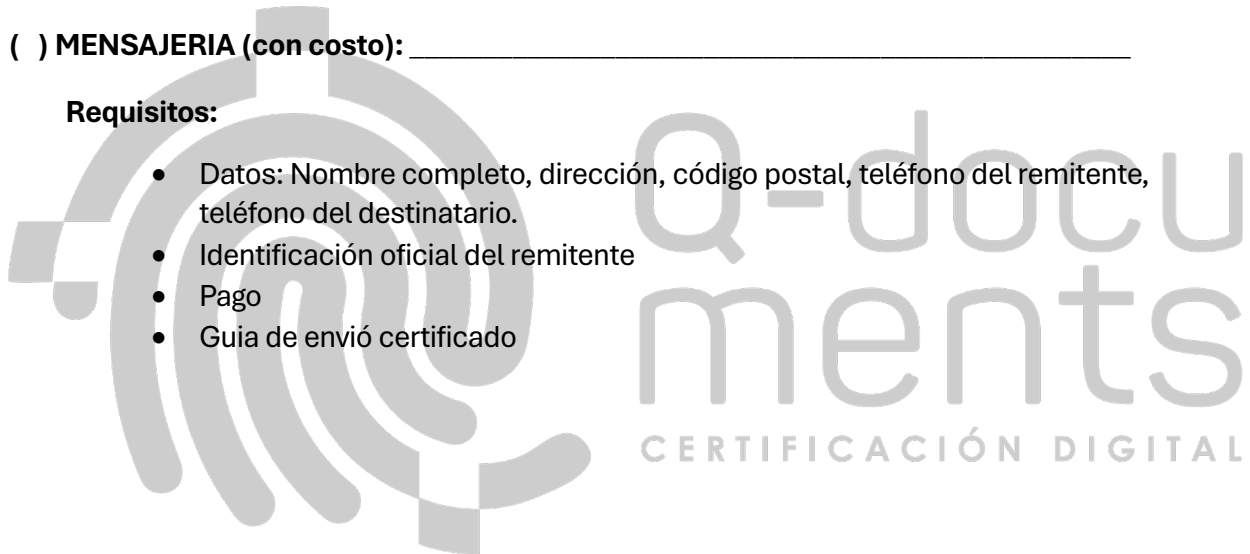 ( ) MENSAJERIA (con costo): ________________________________________________
Requisitos:
• Datos: Nombre completo, dirección, código postal, teléfono del remitente,
teléfono del destinatario.
• Identificación oficial del remitente
• Pago
• Guia de envió certificado
Q-docu
ments
CERTIFICACIÓN DIGITAL